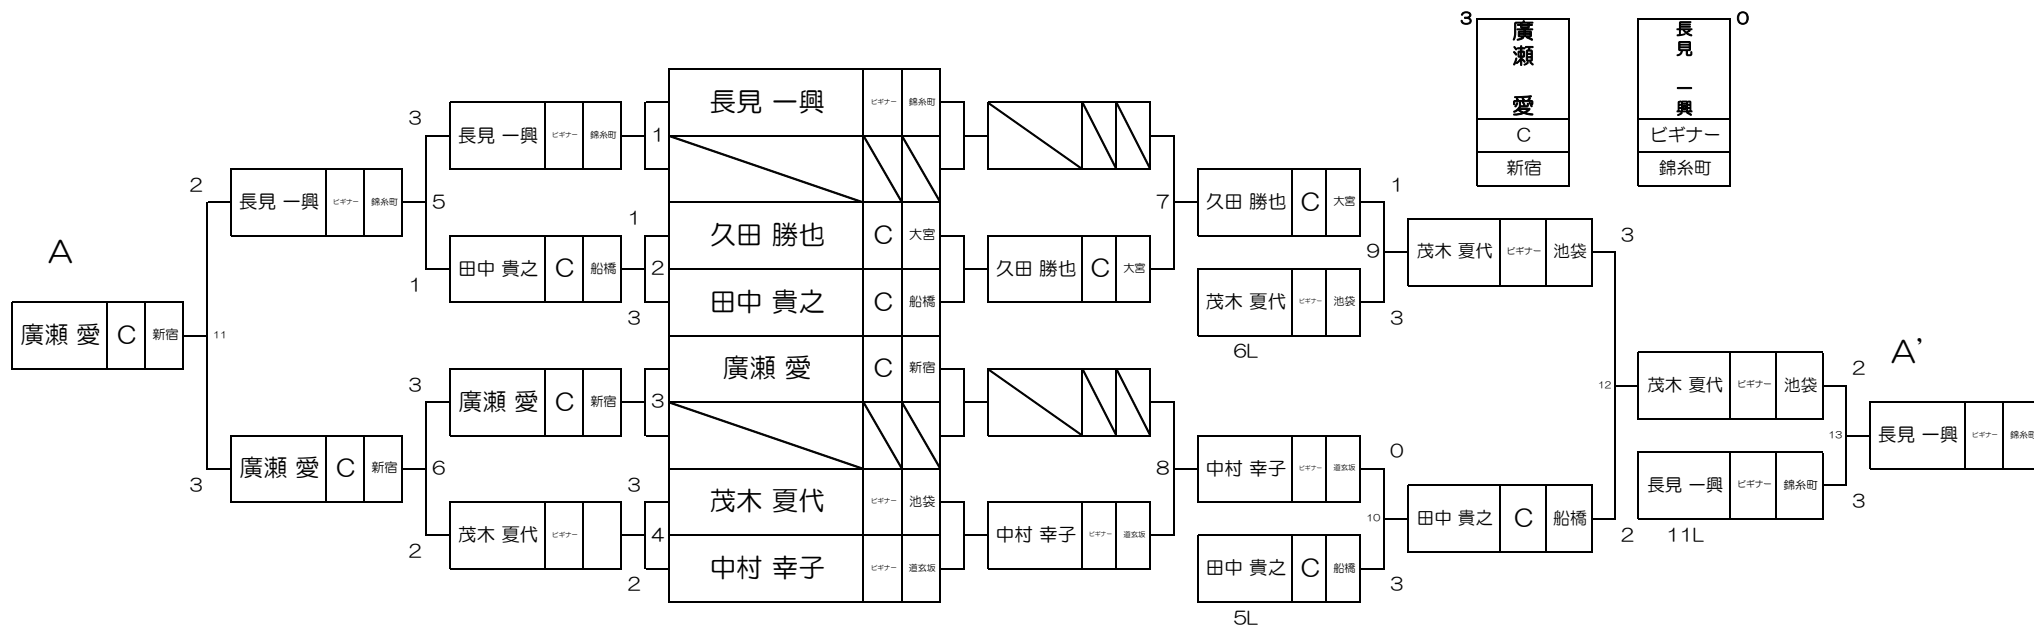 3
廣瀬 愛
C
新宿
長見 一興
ビギナー
錦糸町
0
長見 一興 ビギナー 錦糸町
3
長見 一興 ビギナー 錦糸町
1
2
長見 一興 ビギナー 錦糸町
5
1
久田 勝也 C 大宮
7
久田 勝也 C 大宮
1
A
田中 貴之 C 船橋
2
久田 勝也 C 大宮
9
茂木 夏代 ビギナー 池袋
3
1
田中 貴之 C 船橋
3
茂木 夏代 ビギナー 池袋
3
6L
廣瀬 愛 C 新宿
11
廣瀬 愛 C 新宿
3
廣瀬 愛 C 新宿
3
12
茂木 夏代 ビギナー 池袋
2
A'
13
長見 一興 ビギナー 錦糸町
廣瀬 愛 C 新宿
3
6
8
中村 幸子 ビギナー 道玄坂
0
長見 一興 ビギナー 錦糸町
3
11L
3
茂木 夏代 ビギナー 池袋
2
茂木 夏代 ビギナー
4
中村 幸子 ビギナー 道玄坂
10
田中 貴之 C 船橋
2
2
中村 幸子 ビギナー 道玄坂
田中 貴之 C 船橋
3
5L